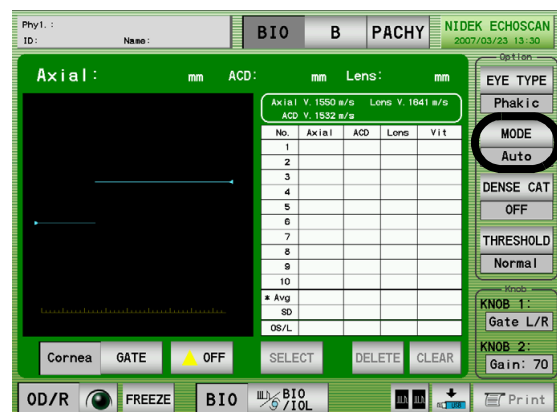 Phy1. :
ID: Name:
BIO B PACHY
NIDEK ECHOSCAN
2007/03/23 13:30
Option
Axial: mm ACD: mm Lens: mm
EYE TYPE
Phakic
Axial V. 1550 m/s Lens V. 1641 m/s
ACD V. 1532 m/s
MODE
Auto
No. Axial ACD Lens Vit
1
2
3
4
5
6
7
8
9
10
* Avg
SD
OS/L
DENSE CAT
OFF
THRESHOLD
Normal
Knob
KNOB 1:
Gate L/R
KNOB 2:
Gain: 70
Cornea GATE OFF SELECT DELETE CLEAR
OD/R FREEZE BIO BIO/IOL USB Print